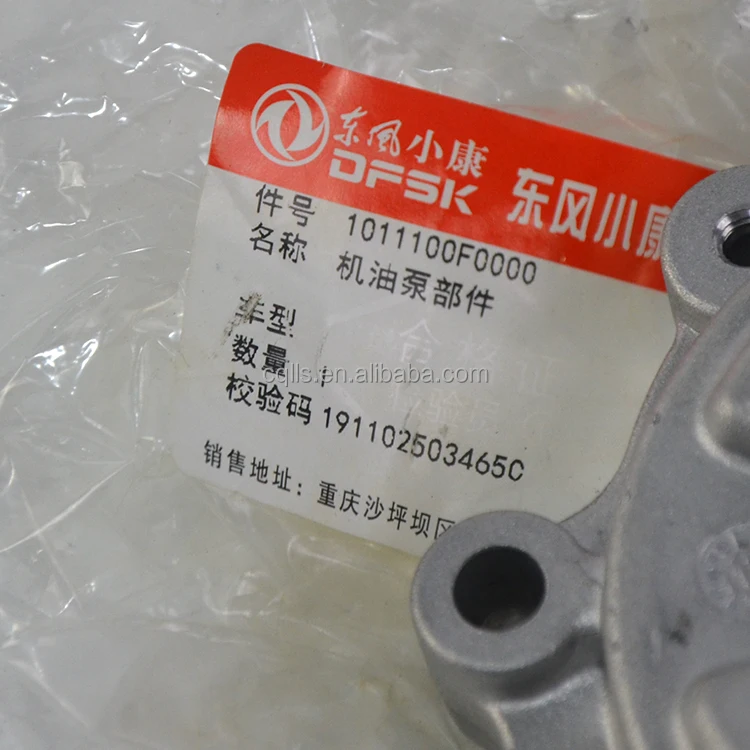 东风小康
DFSK
东风小康
件号 1011100F0000
名称 机油泵部件
车型
数量 1
校验码 191102503465C
销售地址：重庆沙坪坝区
cqjlls.en.alibaba.com